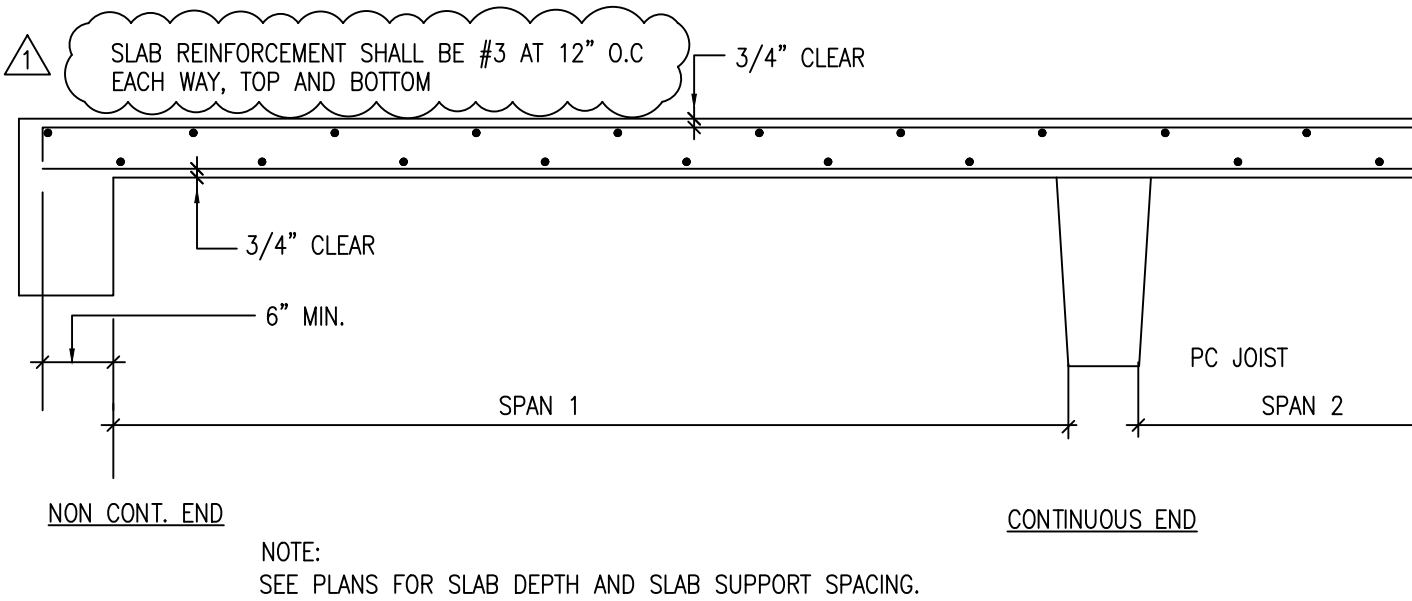 1
SLAB REINFORCEMENT SHALL BE #3 AT 12" O.C
EACH WAY, TOP AND BOTTOM
3/4" CLEAR
3/4" CLEAR
6" MIN.
PC JOIST
SPAN 1
SPAN 2
NON CONT. END
CONTINUOUS END
NOTE:
SEE PLANS FOR SLAB DEPTH AND SLAB SUPPORT SPACING.